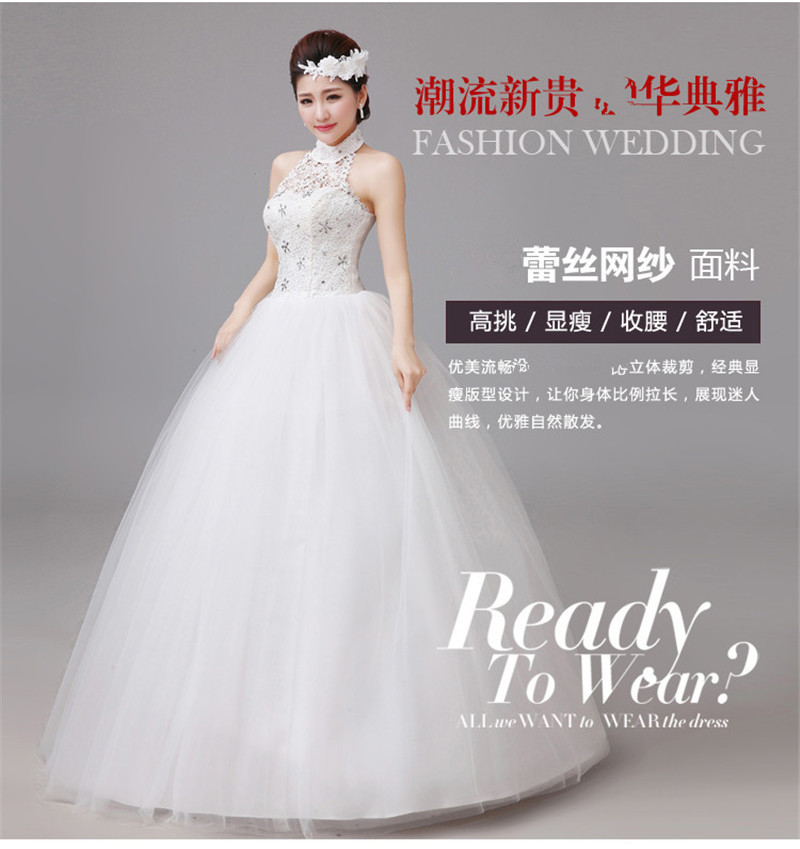 潮流新贵 华典雅
FASHION WEDDING
蕾丝网纱 面料
高挑 / 显瘦 / 收腰 / 舒适
优美流畅 立体裁剪，经典显
瘦版型设计，让你身体比例拉长，展现迷人
曲线，优雅自然散发。
Ready
To Wear?
ALL we WANT to WEAR the dress